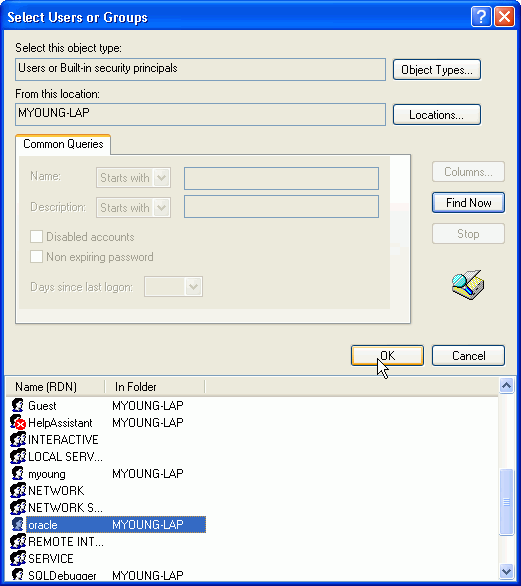 Select Users or Groups
Select this object type:
Users or Built-in security principals
Object Types...
From this location:
MYOUNG-LAP
Locations...
Common Queries
Name:
Starts with
Columns...
Description:
Starts with
Find Now
Disabled accounts
Stop
Non expiring password
Days since last logon:
OK
Cancel
Name (RDN) In Folder
Guest MYOUNG-LAP
HelpAssistant MYOUNG-LAP
INTERACTIVE
LOCAL SERV...
myoung MYOUNG-LAP
NETWORK
NETWORK S...
oracle MYOUNG-LAP
REMOTE INT...
SERVICE
SQLDebugger MYOUNG-LAP